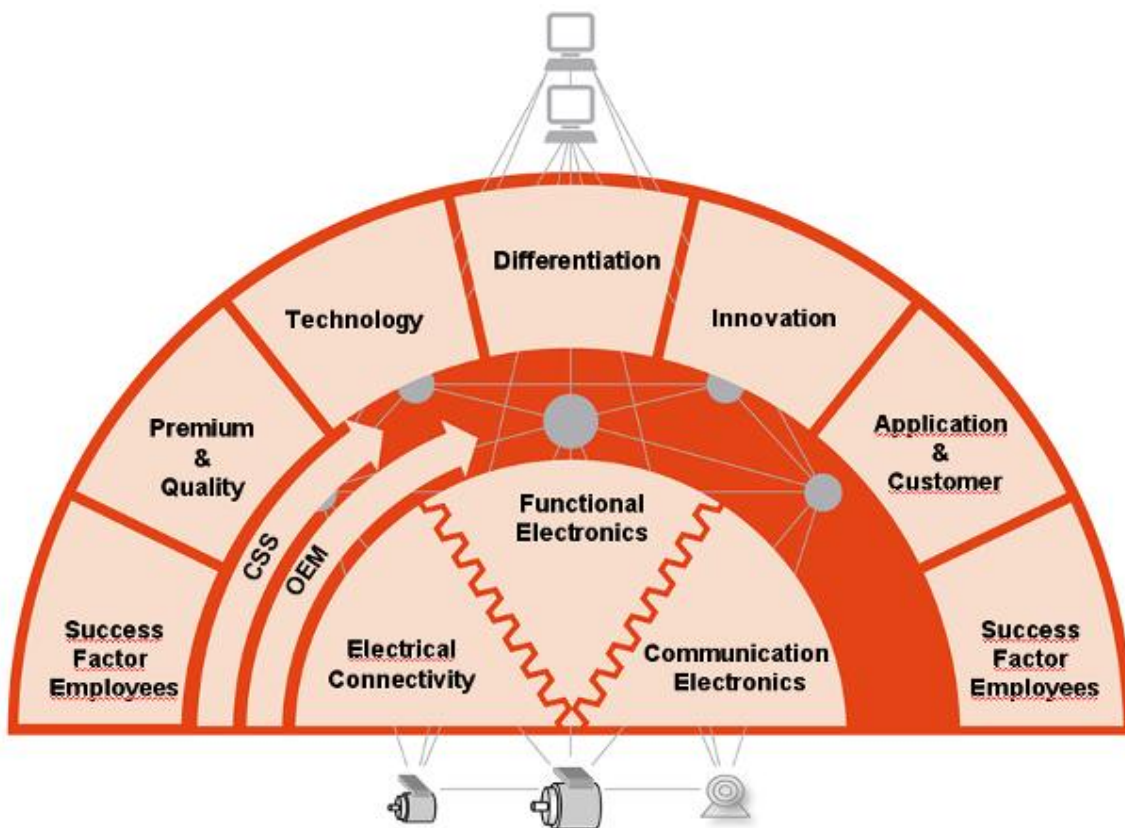 Differentiation
Technology
Innovation
Premium
&
Quality
Application
&
Customer
CSS
OEM
Functional
Electronics
Success
Factor
Employees
Electrical
Connectivity
Communication
Electronics
Success
Factor
Employees